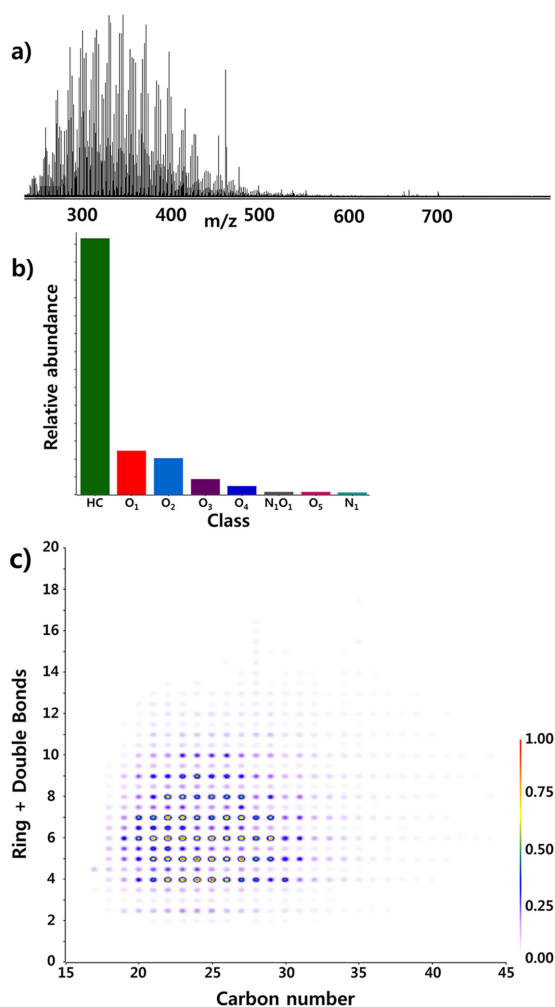 a)
300 400 500 600 700
m/z
b)
Relative abundance
HC O₁ O₂ O₃ O₄ N₁O₁ O₅ N₁
Class
c)
Ring + Double Bonds
20
18
16
14
12
10
8
6
4
2
0
15 20 25 30 35 40 45
Carbon number
1.00
0.75
0.50
0.25
0.00